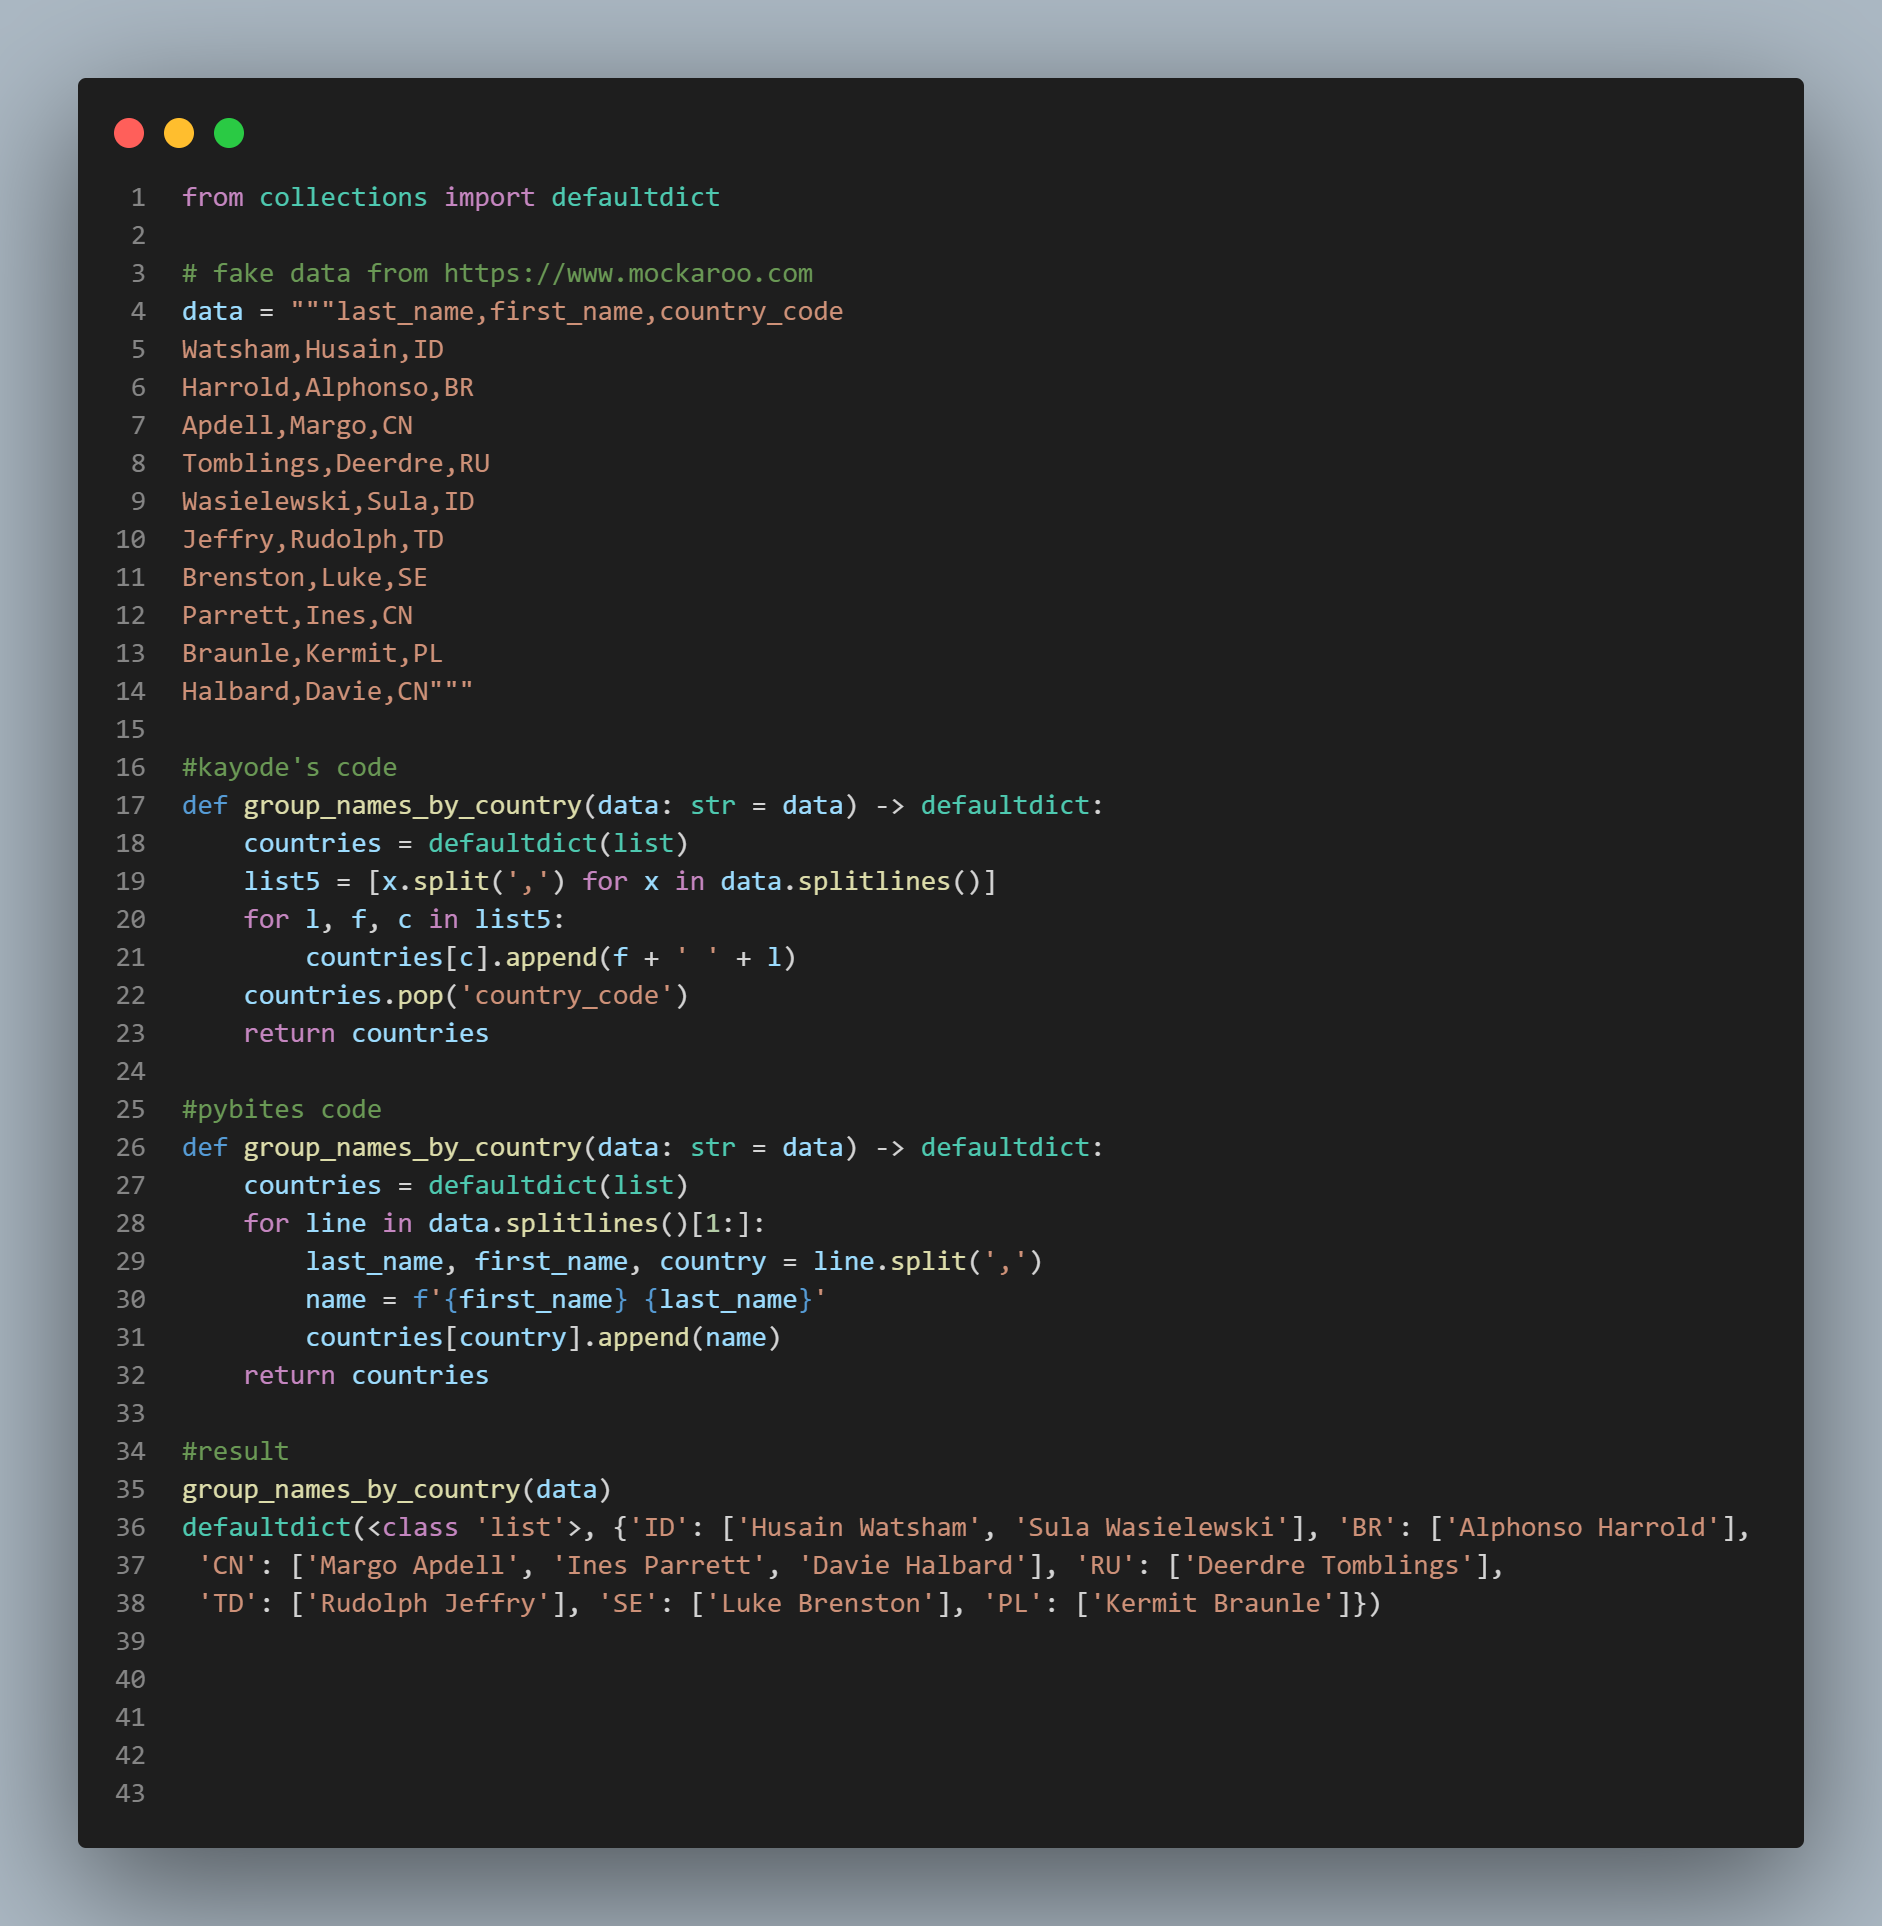 1 from collections import defaultdict
2
3 # fake data from https://www.mockaroo.com
4 data = """last_name,first_name,country_code
5 Watsham,Husain,ID
6 Harrold,Alphonso,BR
7 Apdell,Margo,CN
8 Tomblings,Deerdre,RU
9 Wasielewski,Sula,ID
10 Jeffry,Rudolph,TD
11 Brenston,Luke,SE
12 Parrett,Ines,CN
13 Braunle,Kermit,PL
14 Halbard,Davie,CN"""
15
16 #kayode's code
17 def group_names_by_country(data: str = data) -> defaultdict:
18     countries = defaultdict(list)
19     list5 = [x.split(',') for x in data.splitlines()]
20     for l, f, c in list5:
21         countries[c].append(f + ' ' + l)
22     countries.pop('country_code')
23     return countries
24
25 #pybites code
26 def group_names_by_country(data: str = data) -> defaultdict:
27     countries = defaultdict(list)
28     for line in data.splitlines()[1:]:
29         last_name, first_name, country = line.split(',')
30         name = f'{first_name} {last_name}'
31         countries[country].append(name)
32     return countries
33
34 #result
35 group_names_by_country(data)
36 defaultdict(<class 'list'>, {'ID': ['Husain Watsham', 'Sula Wasielewski'], 'BR': ['Alphonso Harrold'],
37  'CN': ['Margo Apdell', 'Ines Parrett', 'Davie Halbard'], 'RU': ['Deerdre Tomblings'],
38  'TD': ['Rudolph Jeffry'], 'SE': ['Luke Brenston'], 'PL': ['Kermit Braunle']})
39
40
41
42
43